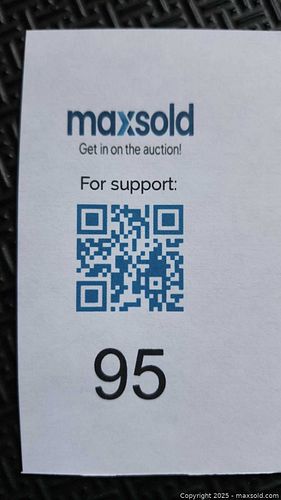 maxsold
Get in on the auction!
For support:
95
Copyright 2025 - maxsold.com